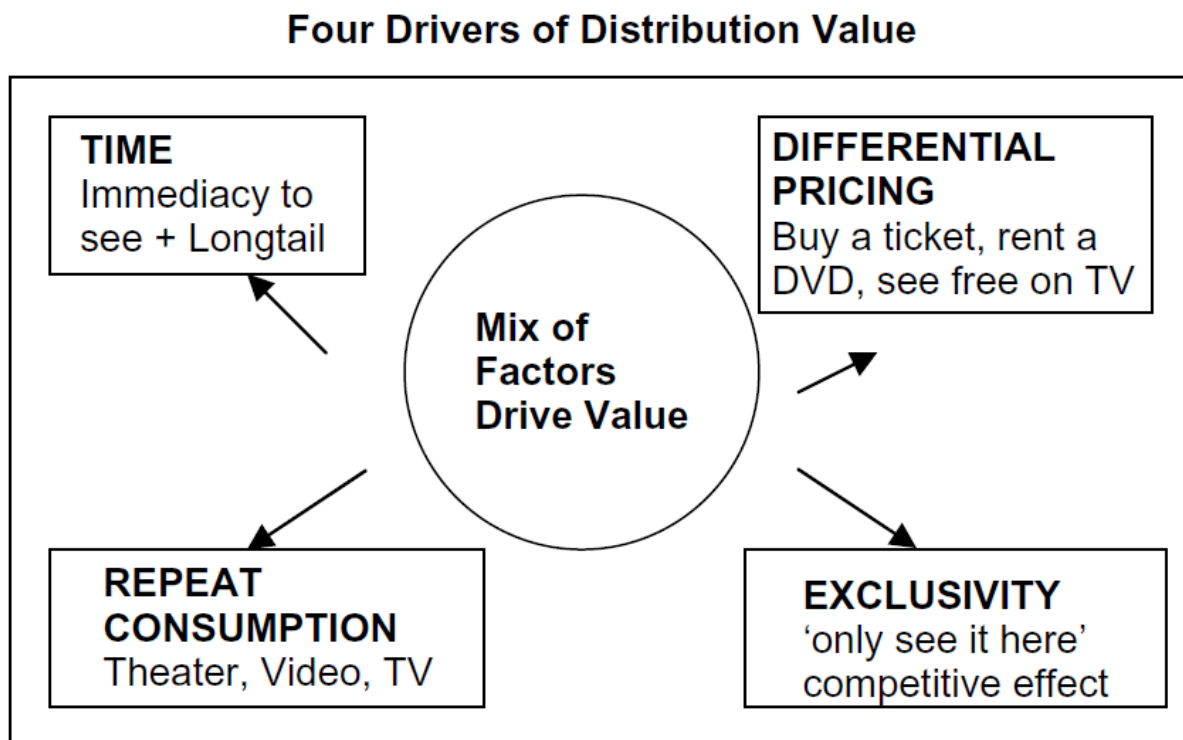 Four Drivers of Distribution Value
TIME
Immediacy to
see + Longtail
DIFFERENTIAL
PRICING
Buy a ticket, rent a
DVD, see free on TV
Mix of
Factors
Drive Value
REPEAT
CONSUMPTION
Theater, Video, TV
EXCLUSIVITY
‘only see it here’
competitive effect